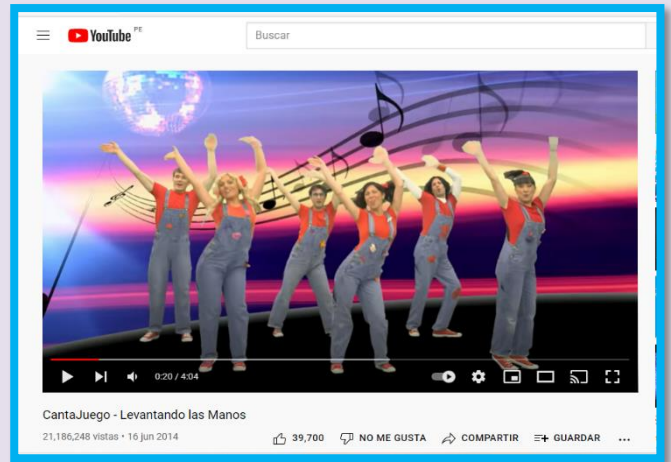 YouTube PE
Buscar
0:20 / 4:04
CantaJuego - Levantando las Manos
21,186,248 vistas • 16 jun 2014
39,700 NO ME GUSTA COMPARTIR GUARDAR ...